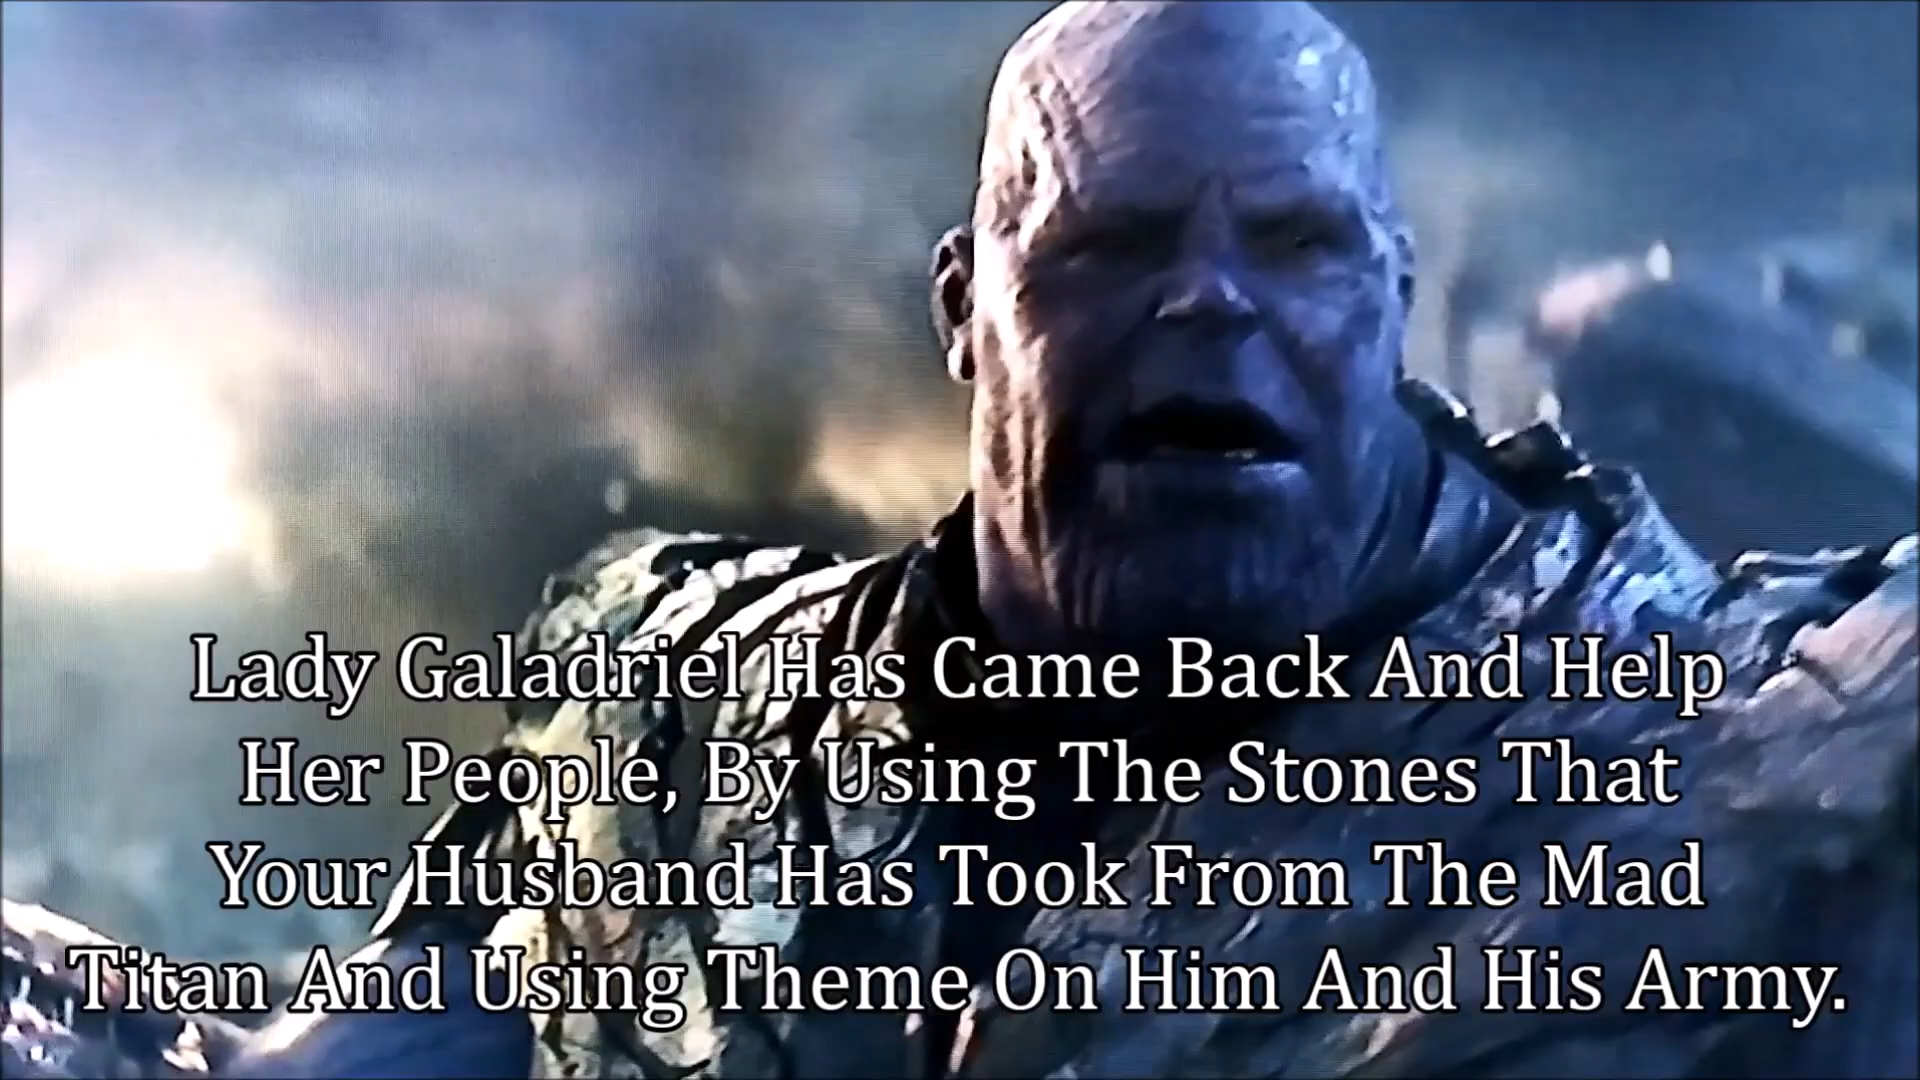 Lady Galadriel Has Came Back And Help
Her People, By Using The Stones That
Your Husband Has Took From The Mad
Titan And Using Theme On Him And His Army.